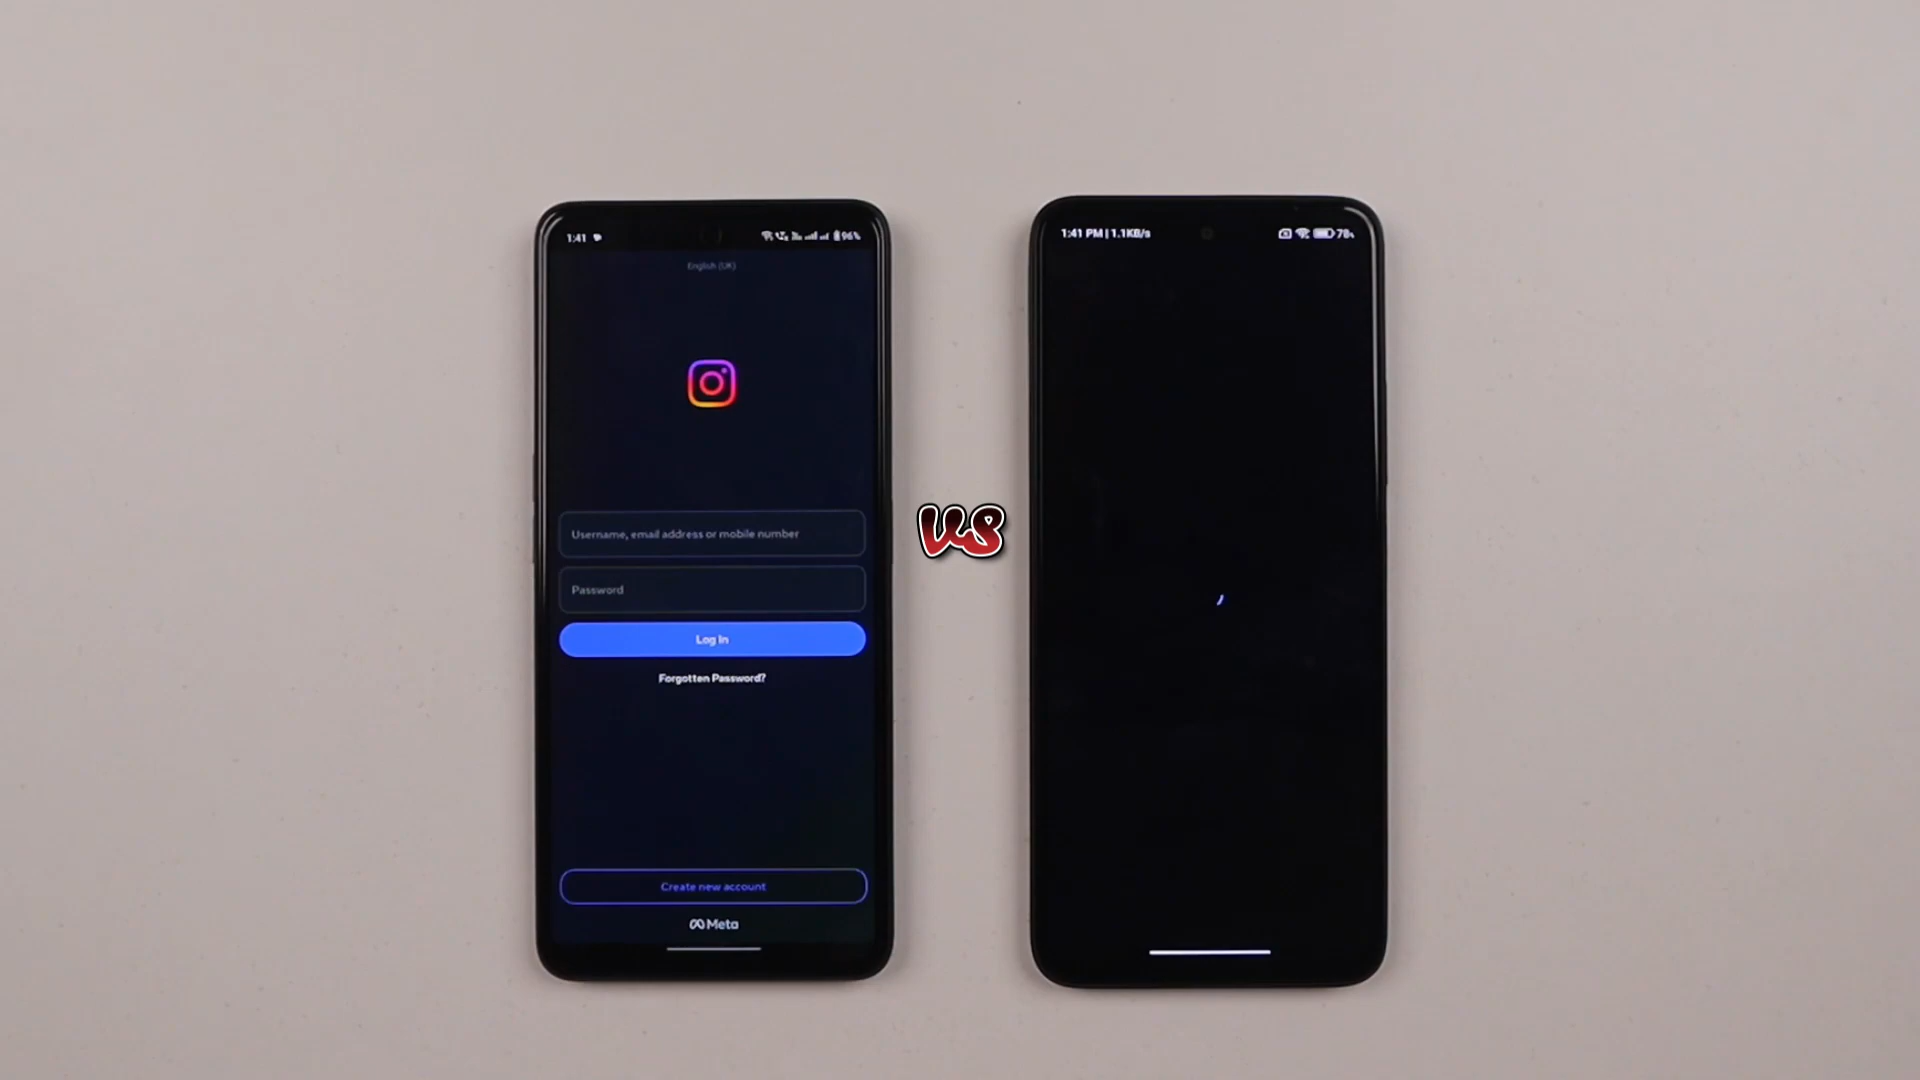 1:41
96%
English (UK)
Username, email address or mobile number
Password
Log In
Forgotten Password?
Create new account
Meta
VS
1:41 PM | 1.1KB/s
78%